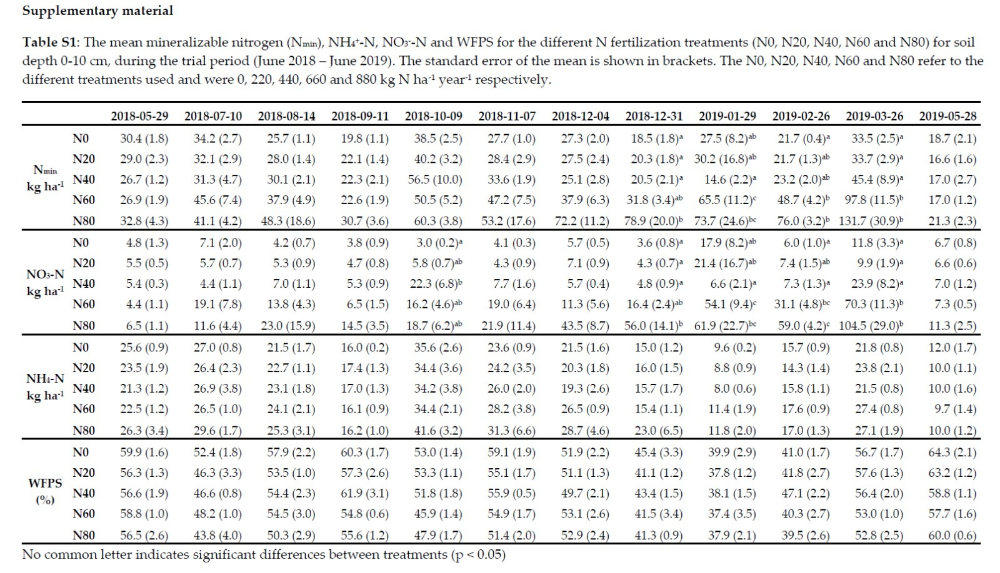 Supplementary material
Table S1: The mean mineralizable nitrogen (Nmin), NH₄⁺-N, NO₃⁻-N and WFPS for the different N fertilization treatments (N0, N20, N40, N60 and N80) for soil
depth 0-10 cm, during the trial period (June 2018 – June 2019). The standard error of the mean is shown in brackets. The N0, N20, N40, N60 and N80 refer to the
different treatments used and were 0, 220, 440, 660 and 880 kg N ha⁻¹ year⁻¹ respectively.
2018-05-29 2018-07-10 2018-08-14 2018-09-11 2018-10-09 2018-11-07 2018-12-04 2018-12-31 2019-01-29 2019-02-26 2019-03-26 2019-05-28
Nmin
kg ha⁻¹
N0 30.4 (1.8) 34.2 (2.7) 25.7 (1.1) 19.8 (1.1) 38.5 (2.5) 27.7 (1.0) 27.3 (2.0) 18.5 (1.8)ᵃ 27.5 (8.2)ᵃᵇ 21.7 (0.4)ᵃ 33.5 (2.5)ᵃ 18.7 (2.1)
N20 29.0 (2.3) 32.1 (2.9) 28.0 (1.4) 22.1 (1.4) 40.2 (3.2) 28.4 (2.9) 27.5 (2.4) 20.3 (1.8)ᵃ 30.2 (16.8)ᵃᵇ 21.7 (1.3)ᵃᵇ 33.7 (2.9)ᵃ 16.6 (1.6)
N40 26.7 (1.2) 31.3 (4.7) 30.1 (2.1) 22.3 (2.1) 56.5 (10.0) 33.6 (1.9) 25.1 (2.8) 20.5 (2.1)ᵃ 14.6 (2.2)ᵃ 23.2 (2.0)ᵃᵇ 45.4 (8.9)ᵃ 17.0 (2.7)
N60 26.9 (1.9) 45.6 (7.4) 37.9 (4.9) 22.6 (1.9) 50.5 (5.2) 47.2 (7.5) 37.9 (6.3) 31.8 (3.4)ᵃᵇ 65.5 (11.2)ᶜ 48.7 (4.2)ᵇ 97.8 (11.5)ᵇ 17.0 (1.2)
N80 32.8 (4.3) 41.1 (4.2) 48.3 (18.6) 30.7 (3.6) 60.3 (3.8) 53.2 (17.6) 72.2 (11.2) 78.9 (20.0)ᵇ 73.7 (24.6)ᵇᶜ 76.0 (3.2)ᵇ 131.7 (30.9)ᵇ 21.3 (2.3)
NO₃-N
kg ha⁻¹
N0 4.8 (1.3) 7.1 (2.0) 4.2 (0.7) 3.8 (0.9) 3.0 (0.2)ᵃ 4.1 (0.3) 5.7 (0.5) 3.6 (0.8)ᵃ 17.9 (8.2)ᵃᵇ 6.0 (1.0)ᵃ 11.8 (3.3)ᵃ 6.7 (0.8)
N20 5.5 (0.5) 5.7 (0.7) 5.3 (0.9) 4.7 (0.8) 5.8 (0.7)ᵃᵇ 4.3 (0.9) 7.1 (0.9) 4.3 (0.7)ᵃ 21.4 (16.7)ᵃᵇ 7.4 (1.5)ᵃᵇ 9.9 (1.9)ᵃ 6.6 (0.6)
N40 5.4 (0.3) 4.4 (1.1) 7.0 (1.1) 5.3 (0.9) 22.3 (6.8)ᵇ 7.7 (1.6) 5.7 (0.4) 4.8 (0.9)ᵃ 6.6 (2.1)ᵃ 7.3 (1.3)ᵃ 23.9 (8.2)ᵃ 7.0 (1.2)
N60 4.4 (1.1) 19.1 (7.8) 13.8 (4.3) 6.5 (1.5) 16.2 (4.6)ᵃᵇ 19.0 (6.4) 11.3 (5.6) 16.4 (2.4)ᵃᵇ 54.1 (9.4)ᶜ 31.1 (4.8)ᵇᶜ 70.3 (11.3)ᵇ 7.3 (0.5)
N80 6.5 (1.1) 11.6 (4.4) 23.0 (15.9) 14.5 (3.5) 18.7 (6.2)ᵃᵇ 21.9 (11.4) 43.5 (8.7) 56.0 (14.1)ᵇ 61.9 (22.7)ᵇᶜ 59.0 (4.2)ᶜ 104.5 (29.0)ᵇ 11.3 (2.5)
NH₄-N
kg ha⁻¹
N0 25.6 (0.9) 27.0 (0.8) 21.5 (1.7) 16.0 (0.2) 35.6 (2.6) 23.6 (0.9) 21.5 (1.6) 15.0 (1.2) 9.6 (0.2) 15.7 (0.9) 21.8 (0.8) 12.0 (1.7)
N20 23.5 (1.9) 26.4 (2.3) 22.7 (1.1) 17.4 (1.3) 34.4 (3.6) 24.2 (3.5) 20.3 (1.8) 16.0 (1.5) 8.8 (0.9) 14.3 (1.4) 23.8 (2.1) 10.0 (1.1)
N40 21.3 (1.2) 26.9 (3.8) 23.1 (1.8) 17.0 (1.3) 34.2 (3.8) 26.0 (2.0) 19.3 (2.6) 15.7 (1.7) 8.0 (0.6) 15.8 (1.1) 21.5 (0.8) 10.0 (1.6)
N60 22.5 (1.2) 26.5 (1.0) 24.1 (2.1) 16.1 (0.9) 34.4 (2.1) 28.2 (3.8) 26.5 (0.9) 15.4 (1.1) 11.4 (1.9) 17.6 (0.9) 27.4 (0.8) 9.7 (1.4)
N80 26.3 (3.4) 29.6 (1.7) 25.3 (3.1) 16.2 (1.0) 41.6 (3.2) 31.3 (6.6) 28.7 (4.6) 23.0 (6.5) 11.8 (2.0) 17.0 (1.3) 27.1 (1.9) 10.0 (1.2)
WFPS
(%)
N0 59.9 (1.6) 52.4 (1.8) 57.9 (2.2) 60.3 (1.7) 53.0 (1.4) 59.1 (1.9) 51.9 (2.2) 45.4 (3.3) 39.9 (2.9) 41.0 (1.7) 56.7 (1.7) 64.3 (2.1)
N20 56.3 (1.3) 46.3 (3.3) 53.5 (1.0) 57.3 (2.6) 53.3 (1.1) 55.1 (1.7) 51.1 (1.3) 41.1 (1.2) 37.8 (1.2) 41.8 (2.7) 57.6 (1.3) 63.2 (1.2)
N40 56.6 (1.9) 46.6 (0.8) 54.4 (2.3) 61.9 (3.1) 51.8 (1.8) 55.9 (0.5) 49.7 (2.1) 43.4 (1.5) 38.1 (1.5) 47.1 (2.2) 56.4 (2.0) 58.8 (1.1)
N60 58.8 (1.0) 48.2 (1.0) 54.5 (3.0) 54.8 (0.6) 45.9 (1.4) 54.9 (1.7) 53.1 (2.6) 41.5 (3.4) 37.4 (3.5) 40.3 (2.7) 53.0 (1.0) 57.7 (1.6)
N80 56.5 (2.6) 43.8 (4.0) 50.3 (2.9) 55.6 (1.2) 47.9 (1.7) 51.4 (2.0) 52.9 (2.4) 41.3 (0.9) 37.9 (2.1) 39.5 (2.6) 52.8 (2.5) 60.0 (0.6)
No common letter indicates significant differences between treatments (p < 0.05)